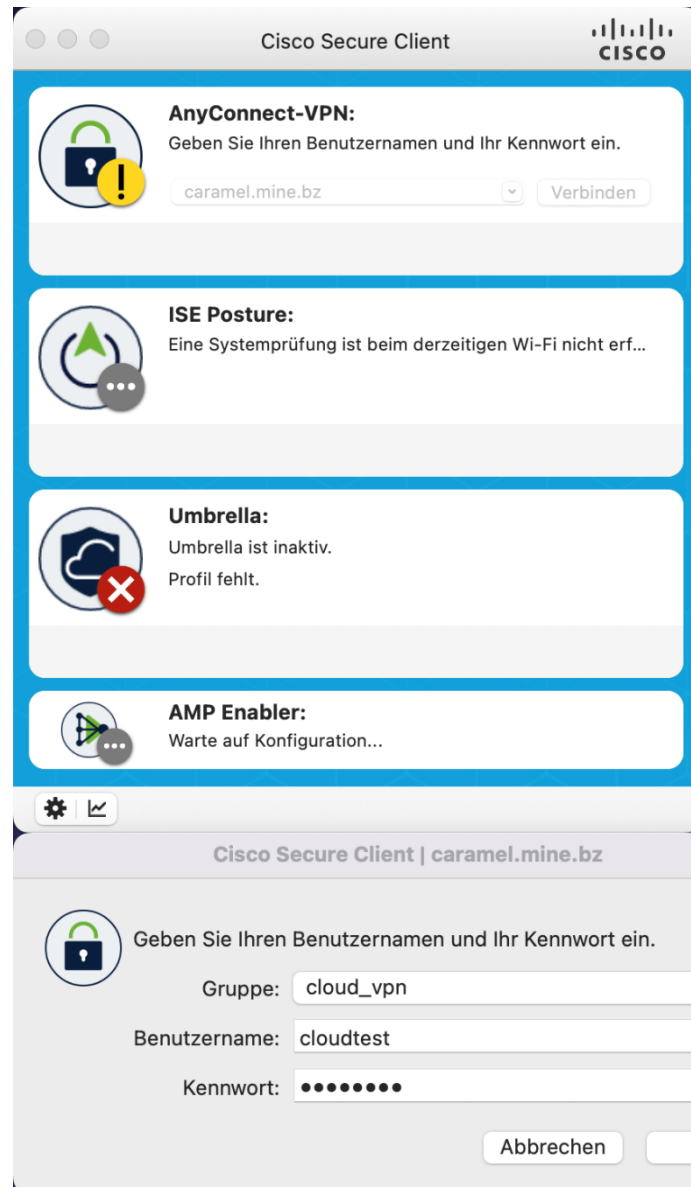 Cisco Secure Client
CISCO
AnyConnect-VPN:
Geben Sie Ihren Benutzernamen und Ihr Kennwort ein.
caramel.mine.bz
Verbinden
ISE Posture:
Eine Systemprüfung ist beim derzeitigen Wi-Fi nicht erf...
Umbrella:
Umbrella ist inaktiv.
Profil fehlt.
AMP Enabler:
Warte auf Konfiguration...
Cisco Secure Client | caramel.mine.bz
Geben Sie Ihren Benutzernamen und Ihr Kennwort ein.
Gruppe: cloud_vpn
Benutzername: cloudtest
Kennwort: ●●●●●●●●
Abbrechen